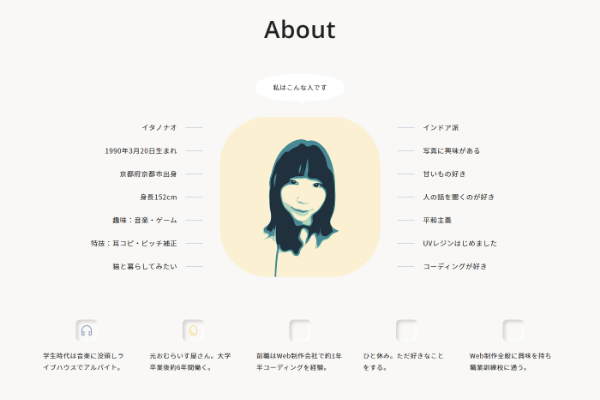 About
私はこんな人です
イタノナオ
1990年3月20日生まれ
京都府京都市出身
身長152cm
趣味：音楽・ゲーム
特技：耳コピ・ピッチ補正
猫と暮らしてみたい
インドア派
写真に興味がある
甘いもの好き
人の話を聞くのが好き
平和主義
UVレジンはじめました
コーディングが好き
学生時代は音楽に没頭しラ
イブハウスでアルバイト。
元おむらいす屋さん。大学
卒業後約6年間働く。
前職はWeb制作会社で約1年
半コーディングを経験。
ひと休み。ただ好きなこと
をする。
Web制作全般に興味を持ち
職業訓練校に通う。